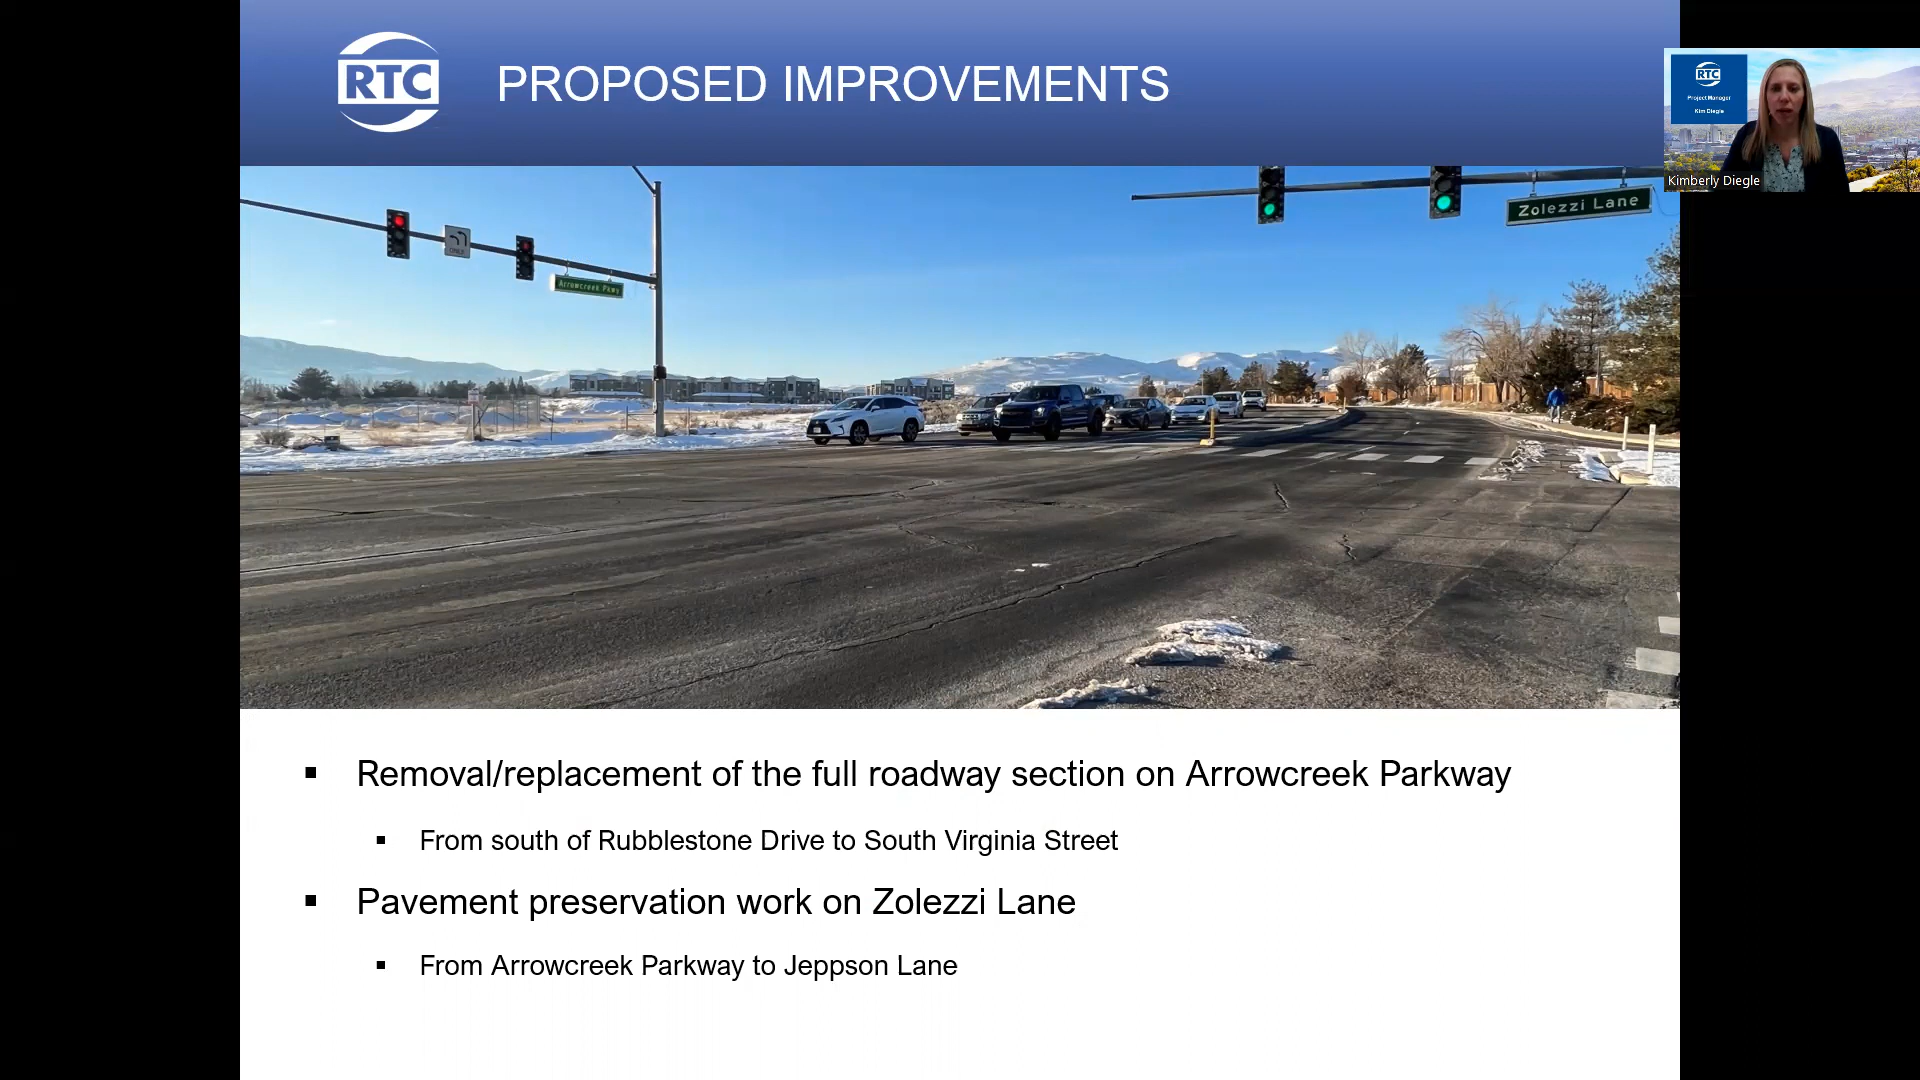 RTC
PROPOSED IMPROVEMENTS
RTC
Project Manager
Kim Diegle
Kimberly Diegle
Zolezzi Lane
ONLY
Arrowcreek Pkwy
▪ Removal/replacement of the full roadway section on Arrowcreek Parkway
▪ From south of Rubblestone Drive to South Virginia Street
▪ Pavement preservation work on Zolezzi Lane
▪ From Arrowcreek Parkway to Jeppson Lane